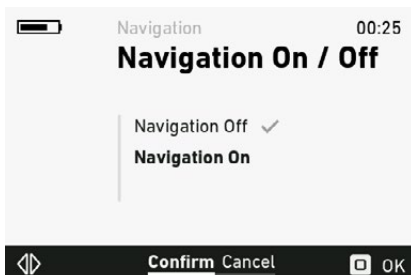 Navigation 00:25
Navigation On / Off
Navigation Off
Navigation On
Confirm Cancel OK